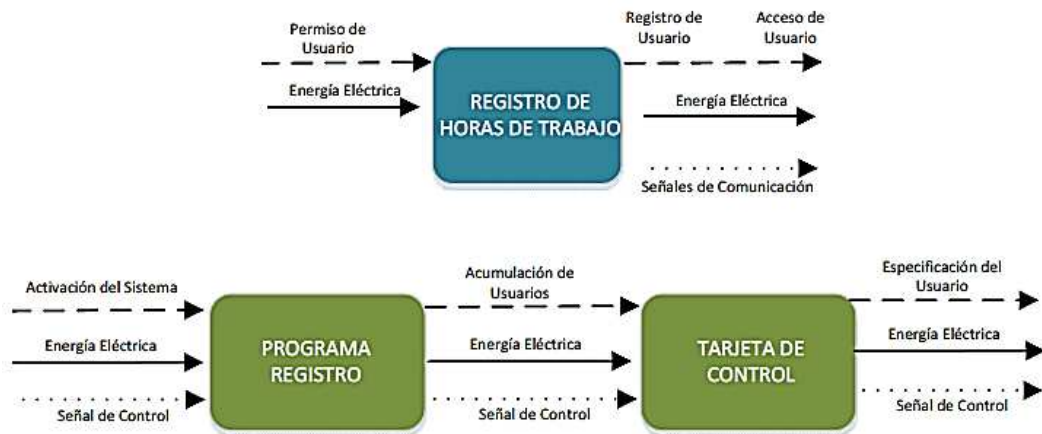 Permiso de
Usuario
Energía Eléctrica
REGISTRO DE
HORAS DE TRABAJO
Registro de
Usuario
Acceso de
Usuario
Energía Eléctrica
Señales de Comunicación
Activación del Sistema
Energía Eléctrica
Señal de Control
PROGRAMA
REGISTRO
Acumulación de
Usuarios
Energía Eléctrica
Señal de Control
TARJETA DE
CONTROL
Especificación del
Usuario
Energía Eléctrica
Señal de Control